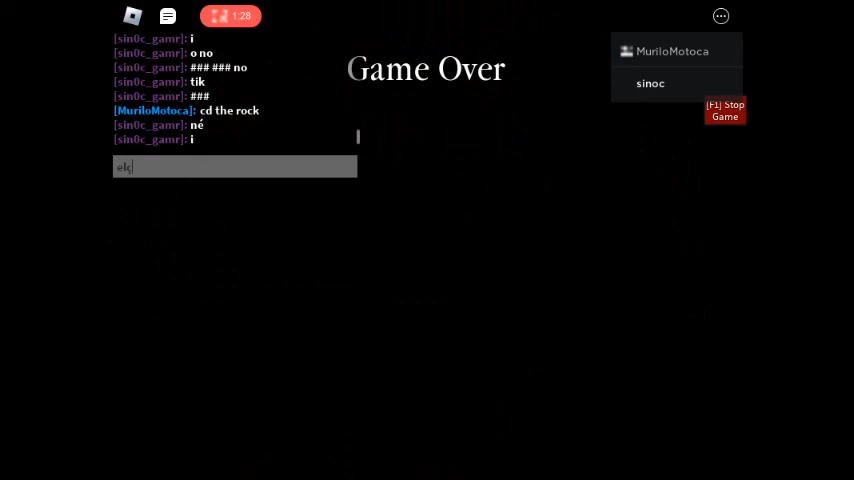 1:28
[sin0c_gamr]: i
[sin0c_gamr]: o no
[sin0c_gamr]: ### ### no
[sin0c_gamr]: tik
[sin0c_gamr]: ###
[MuriloMotoca]: cd the rock
[sin0c_gamr]: né
[sin0c_gamr]: i
elç
Game Over
MuriloMotoca
sinoc
[F1] Stop
Game